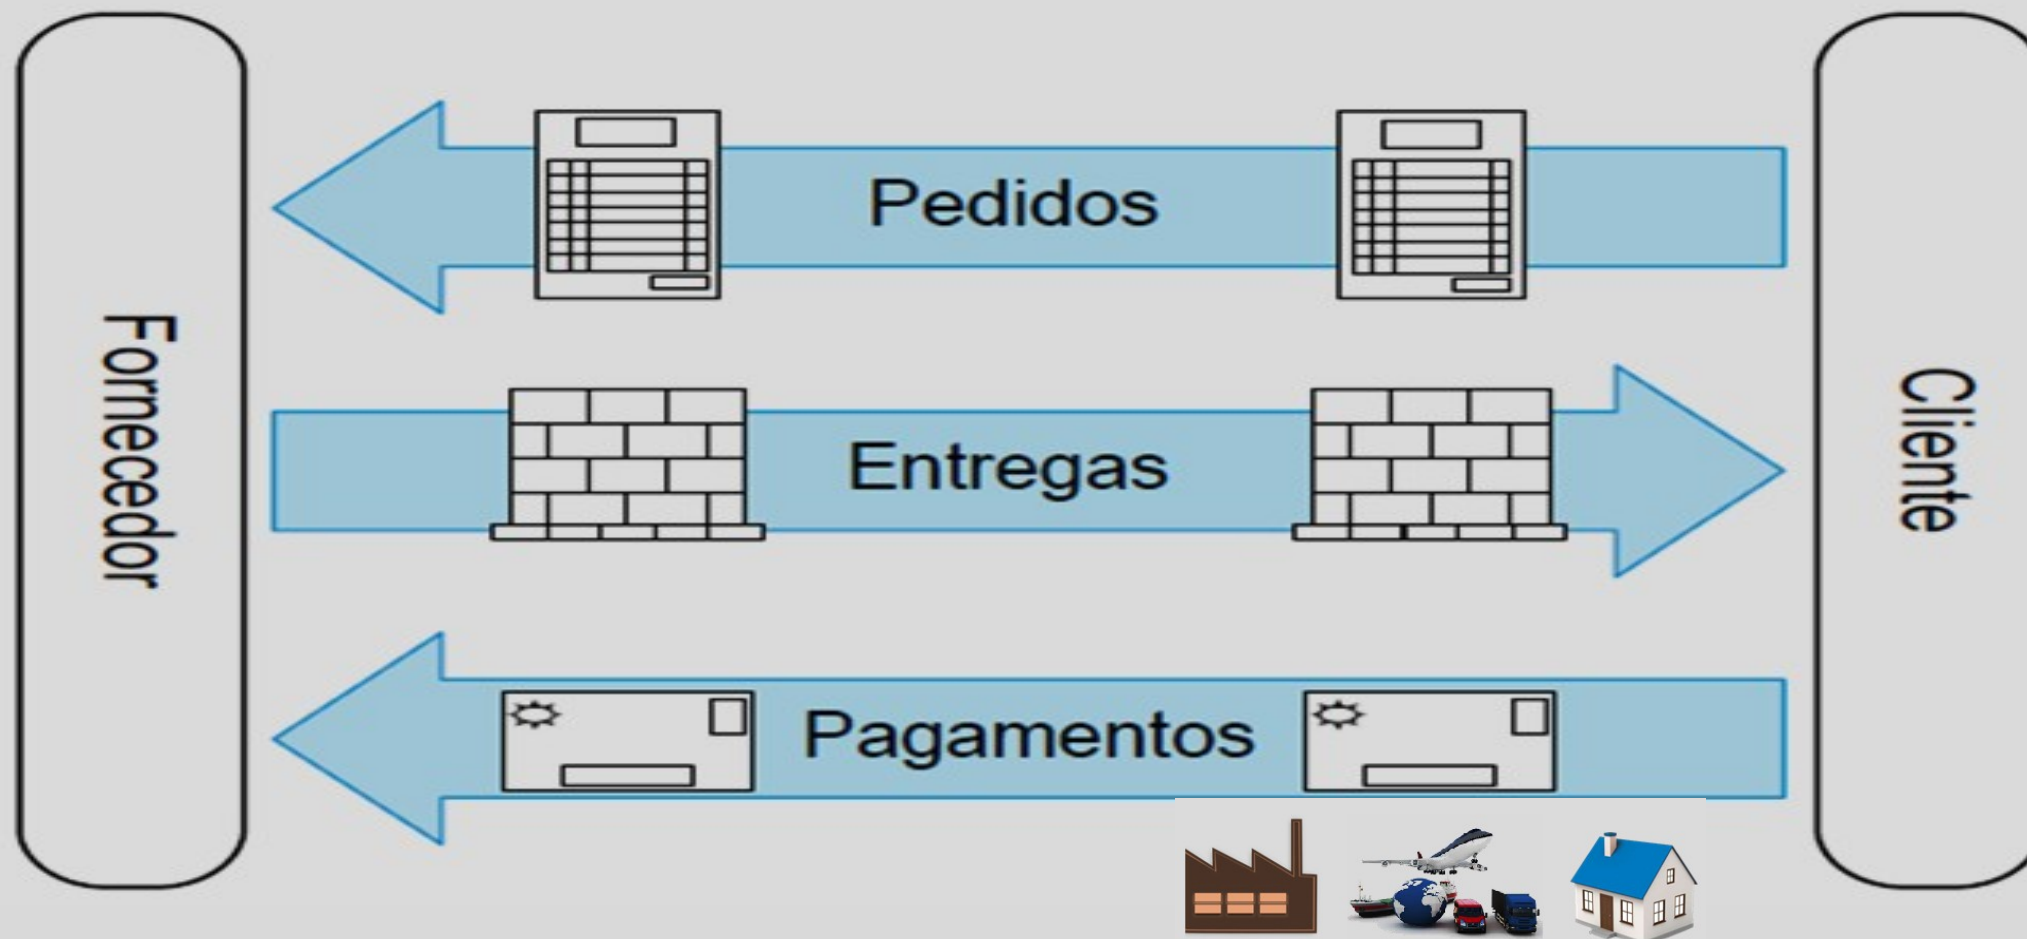 Fornecedor
Pedidos
Entregas
Pagamentos
Cliente